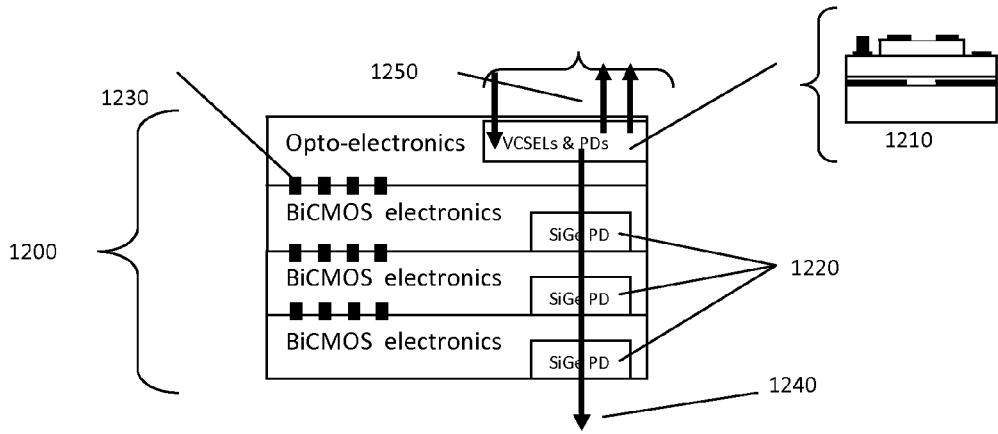 1250
1230
1210
Opto-electronics
VCSELs & PDs
BiCMOS electronics
SiGe PD
1200
BiCMOS electronics
SiGe PD
1220
BiCMOS electronics
SiGe PD
1240